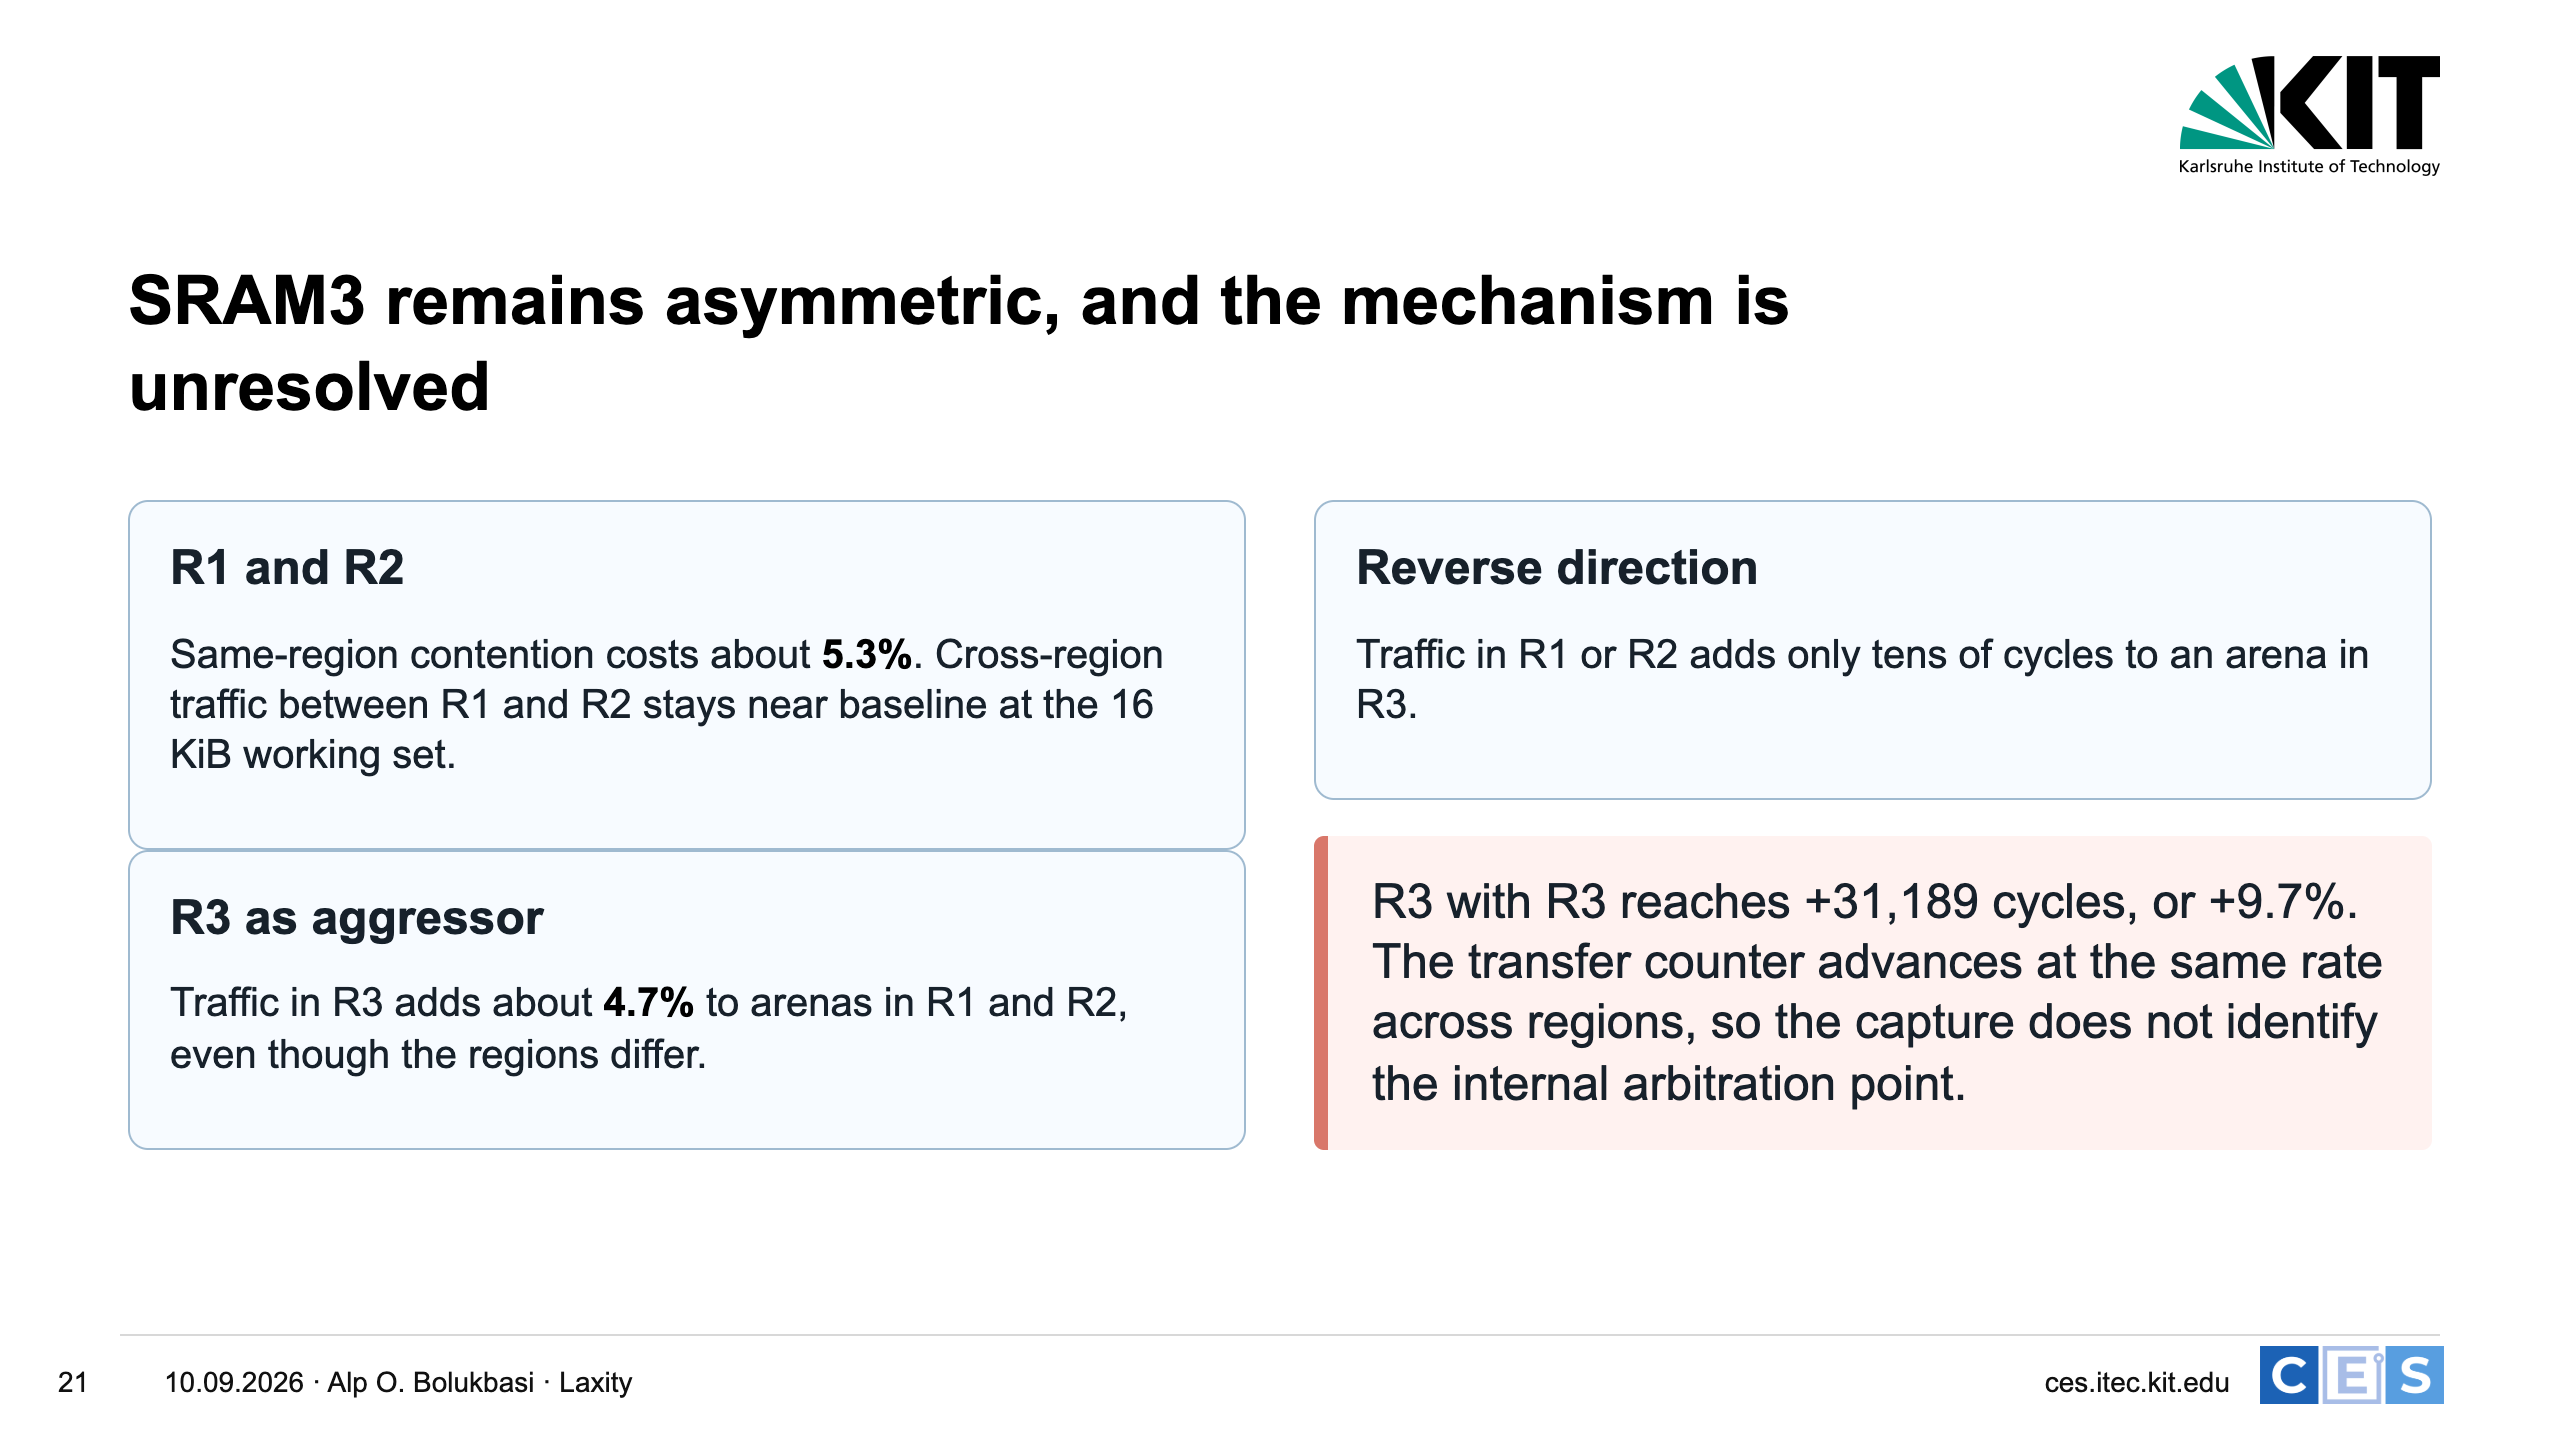 KIT
Karlsruhe Institute of Technology
SRAM3 remains asymmetric, and the mechanism is
unresolved
R1 and R2
Same-region contention costs about 5.3%. Cross-region
traffic between R1 and R2 stays near baseline at the 16
KiB working set.
R3 as aggressor
Traffic in R3 adds about 4.7% to arenas in R1 and R2,
even though the regions differ.
Reverse direction
Traffic in R1 or R2 adds only tens of cycles to an arena in
R3.
R3 with R3 reaches +31,189 cycles, or +9.7%.
The transfer counter advances at the same rate
across regions, so the capture does not identify
the internal arbitration point.
21
10.09.2026 · Alp O. Bolukbasi · Laxity
ces.itec.kit.edu
CES